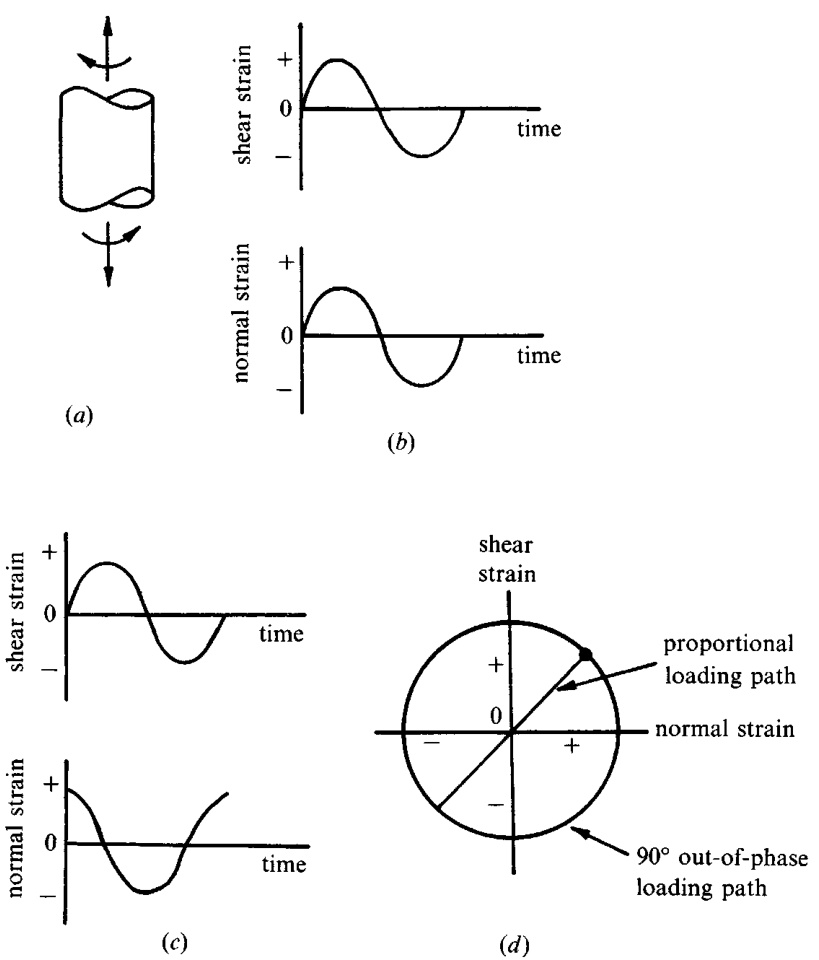 shear strain
+
0
−
time
(a)
normal strain
+
0
−
time
(b)
shear strain
+
0
−
time
normal strain
+
0
−
time
(c)
shear
strain
+
0
−
+
−
normal strain
proportional
loading path
90° out-of-phase
loading path
(d)